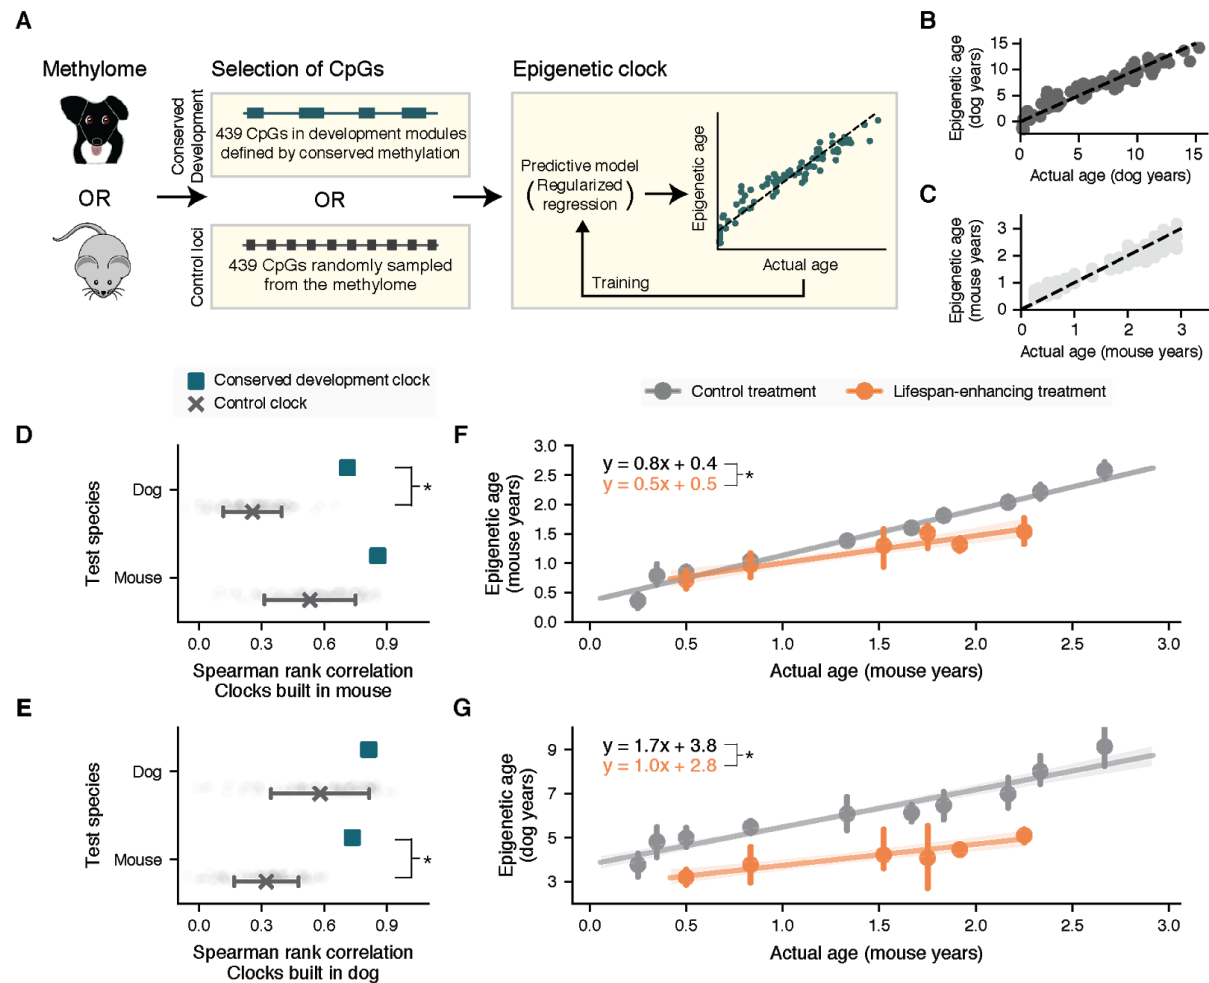 A
Methylome
OR
Selection of CpGs
Conserved
Development
439 CpGs in development modules
defined by conserved methylation
OR
Control loci
439 CpGs randomly sampled
from the methylome
Epigenetic clock
Predictive model
(Regularized
regression)
Training
Epigenetic age
Actual age
B
Epigenetic age
(dog years)
15
10
5
0
0 5 10 15
Actual age (dog years)
C
Epigenetic age
(mouse years)
3
2
1
0
0 1 2 3
Actual age (mouse years)
Conserved development clock
Control clock
Control treatment
Lifespan-enhancing treatment
D
Test species
Dog
Mouse
*
0.0 0.3 0.6 0.9
Spearman rank correlation
Clocks built in mouse
E
Test species
Dog
Mouse
*
0.0 0.3 0.6 0.9
Spearman rank correlation
Clocks built in dog
F
Epigenetic age
(mouse years)
3.0
2.5
2.0
1.5
1.0
0.5
0.0
y = 0.8x + 0.4
y = 0.5x + 0.5
*
0.0 0.5 1.0 1.5 2.0 2.5 3.0
Actual age (mouse years)
G
Epigenetic age
(dog years)
9
7
5
3
y = 1.7x + 3.8
y = 1.0x + 2.8
*
0.0 0.5 1.0 1.5 2.0 2.5 3.0
Actual age (mouse years)